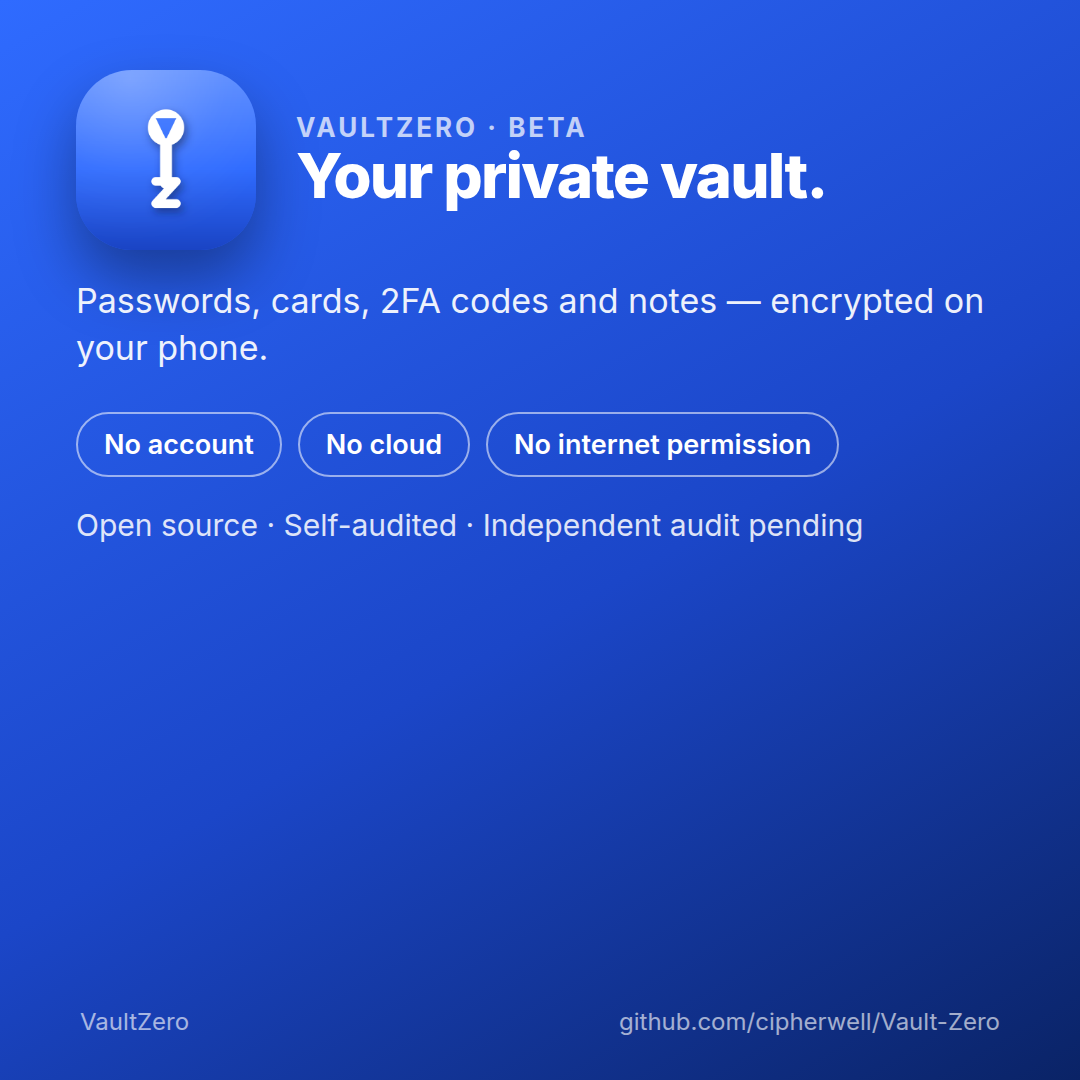 VAULTZERO · BETA
Your private vault.
Passwords, cards, 2FA codes and notes — encrypted on
your phone.
No account
No cloud
No internet permission
Open source · Self-audited · Independent audit pending
VaultZero
github.com/cipherwell/Vault-Zero